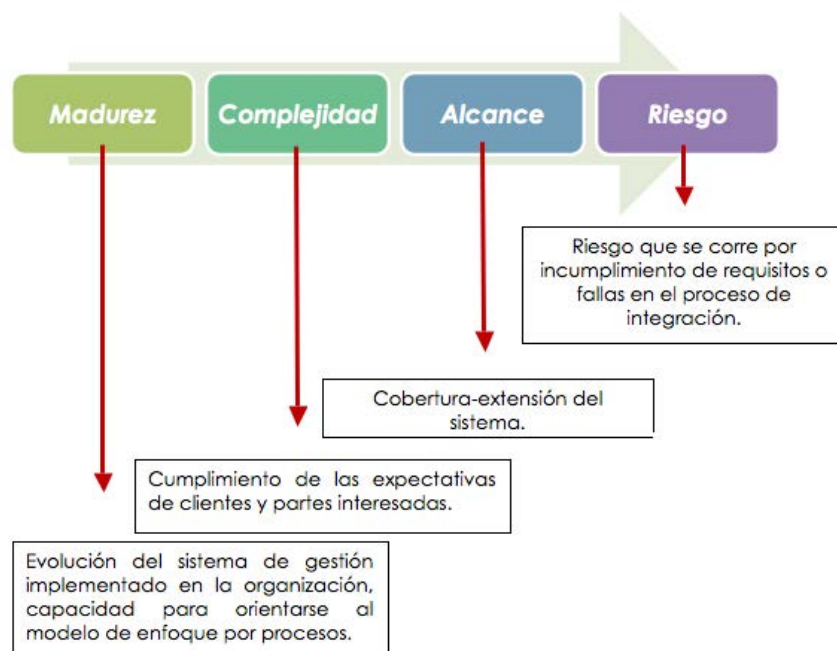 Madurez
Complejidad
Alcance
Riesgo
Riesgo que se corre por
incumplimiento de requisitos o
fallas en el proceso de
integración.
Cobertura-extensión del
sistema.
Cumplimiento de las expectativas
de clientes y partes interesadas.
Evolución del sistema de gestión
implementado en la organización,
capacidad para orientarse al
modelo de enfoque por procesos.